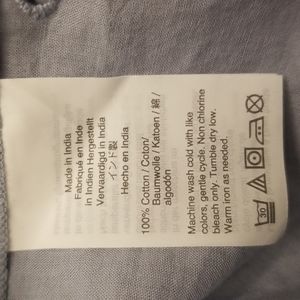 Made in India
Fabriqué en Inde
in Indien Hergestellt
Vervaardigd in India
インド製
Hecho en India
100% Cotton / Coton/
Baumwolle / Katoen / 綿 /
algodón
Machine wash cold with like
colors, gentle cycle. Non chlorine
bleach only. Tumble dry low.
Warm iron as needed.
30